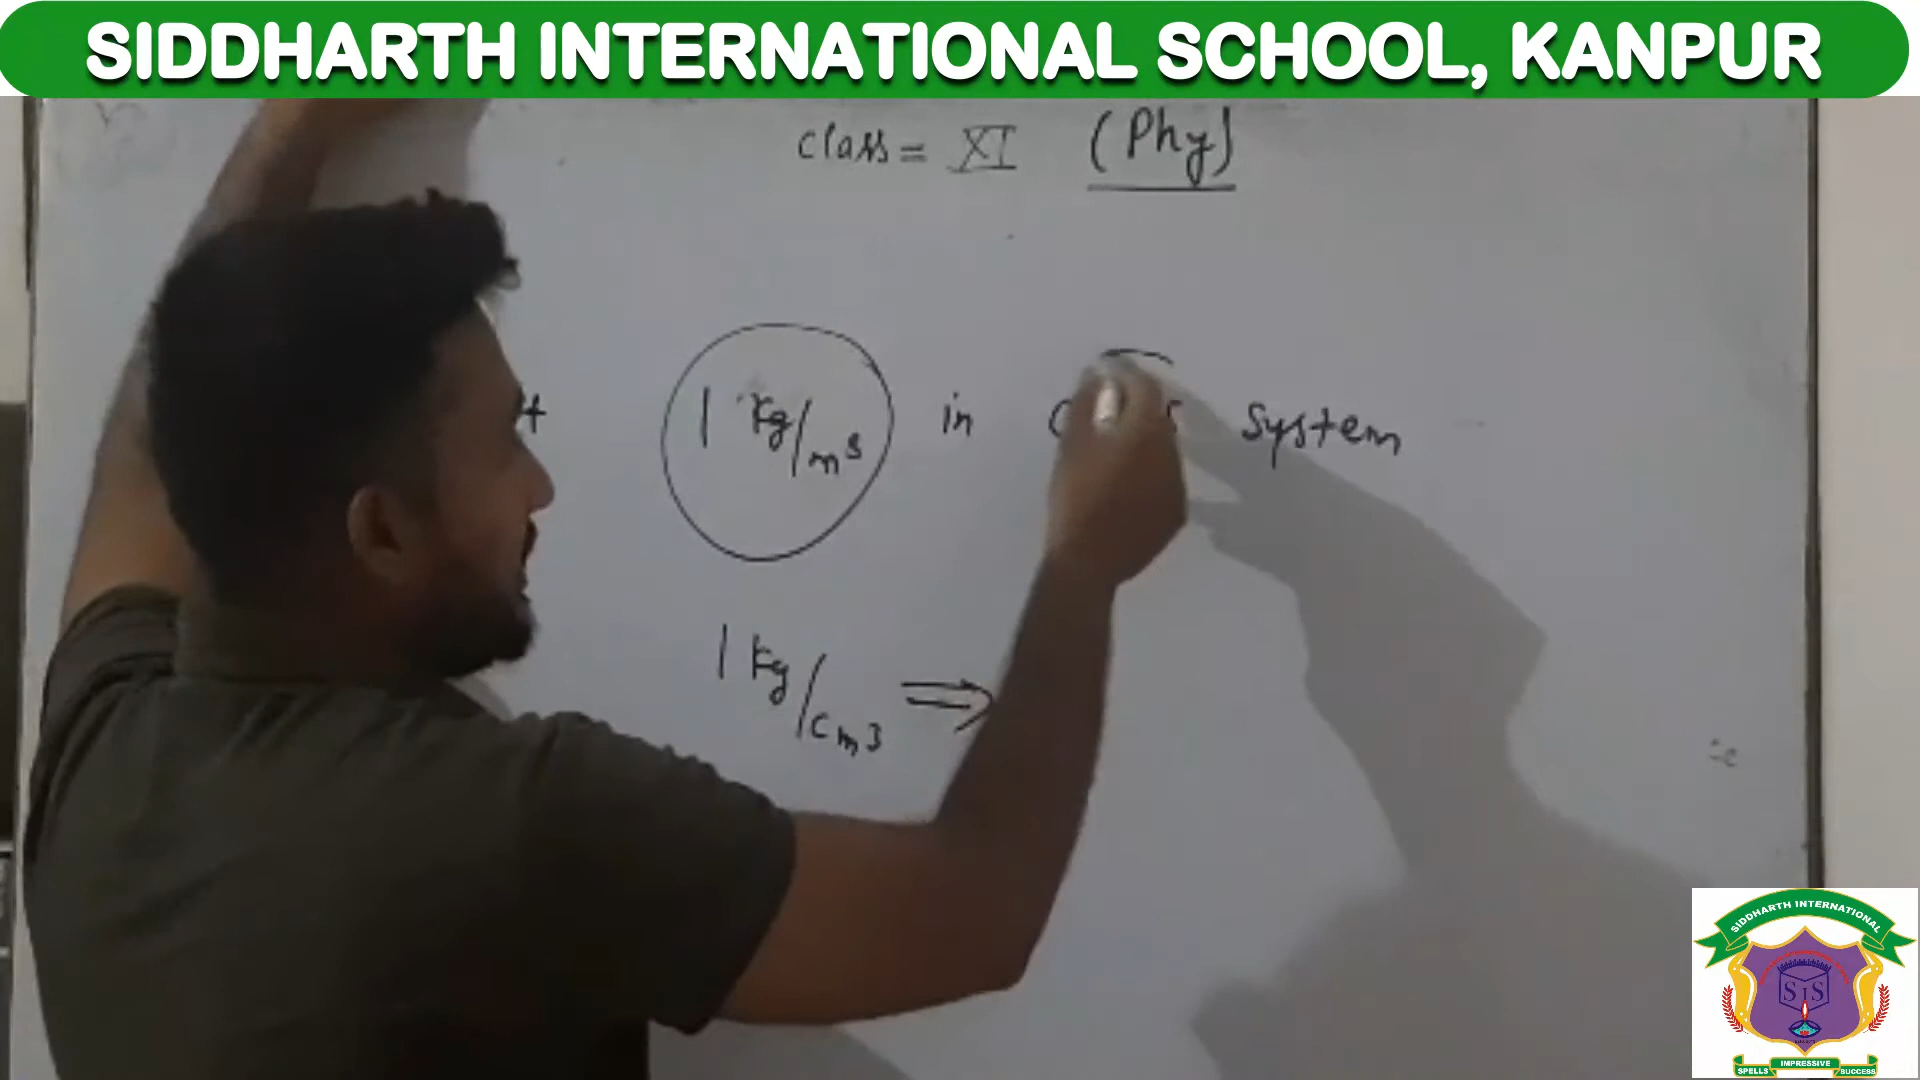 SIDDHARTH INTERNATIONAL SCHOOL, KANPUR
class = XI (Phy)
1 Kg/m³ in system
1 Kg/cm³ ⇒
SIDDHARTH INTERNATIONAL
SIS
SPELLS IMPRESSIVE SUCCESS